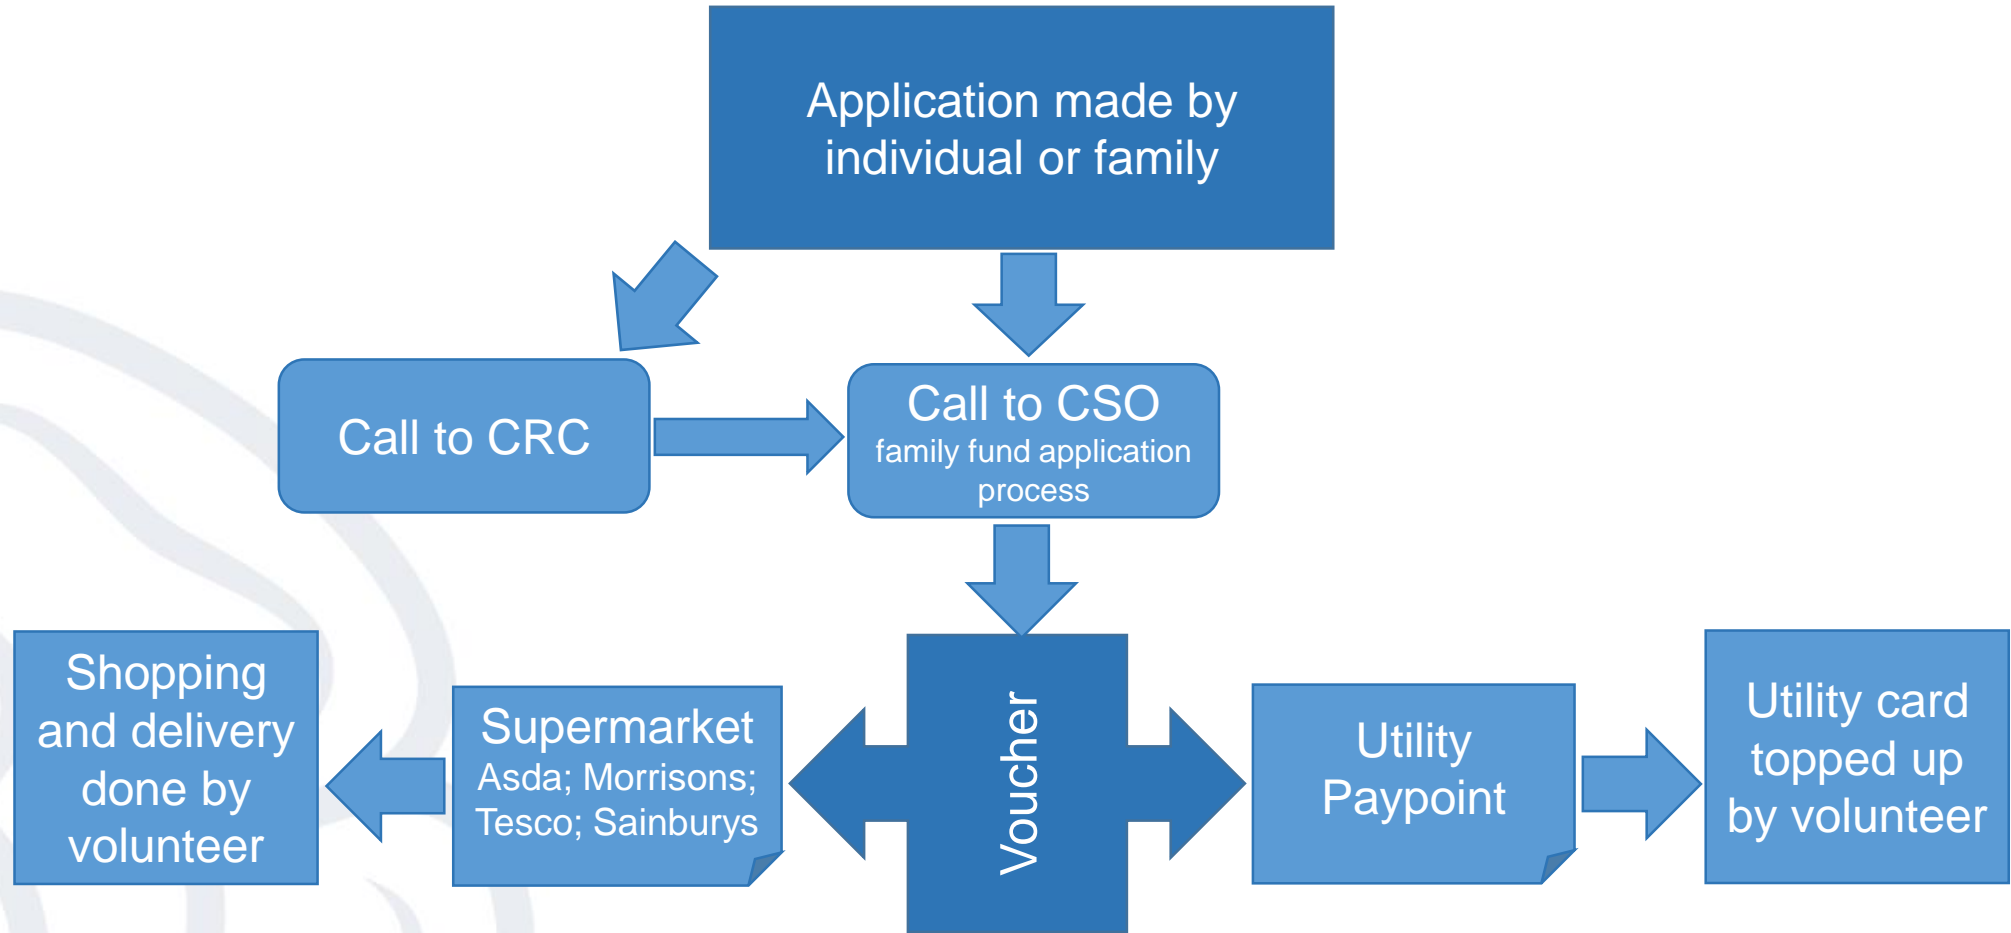 Application made by
individual or family
Call to CRC
Call to CSO
family fund application
process
Shopping
and delivery
done by
volunteer
Supermarket
Asda; Morrisons;
Tesco; Sainburys
Voucher
Utility
Paypoint
Utility card
topped up
by volunteer